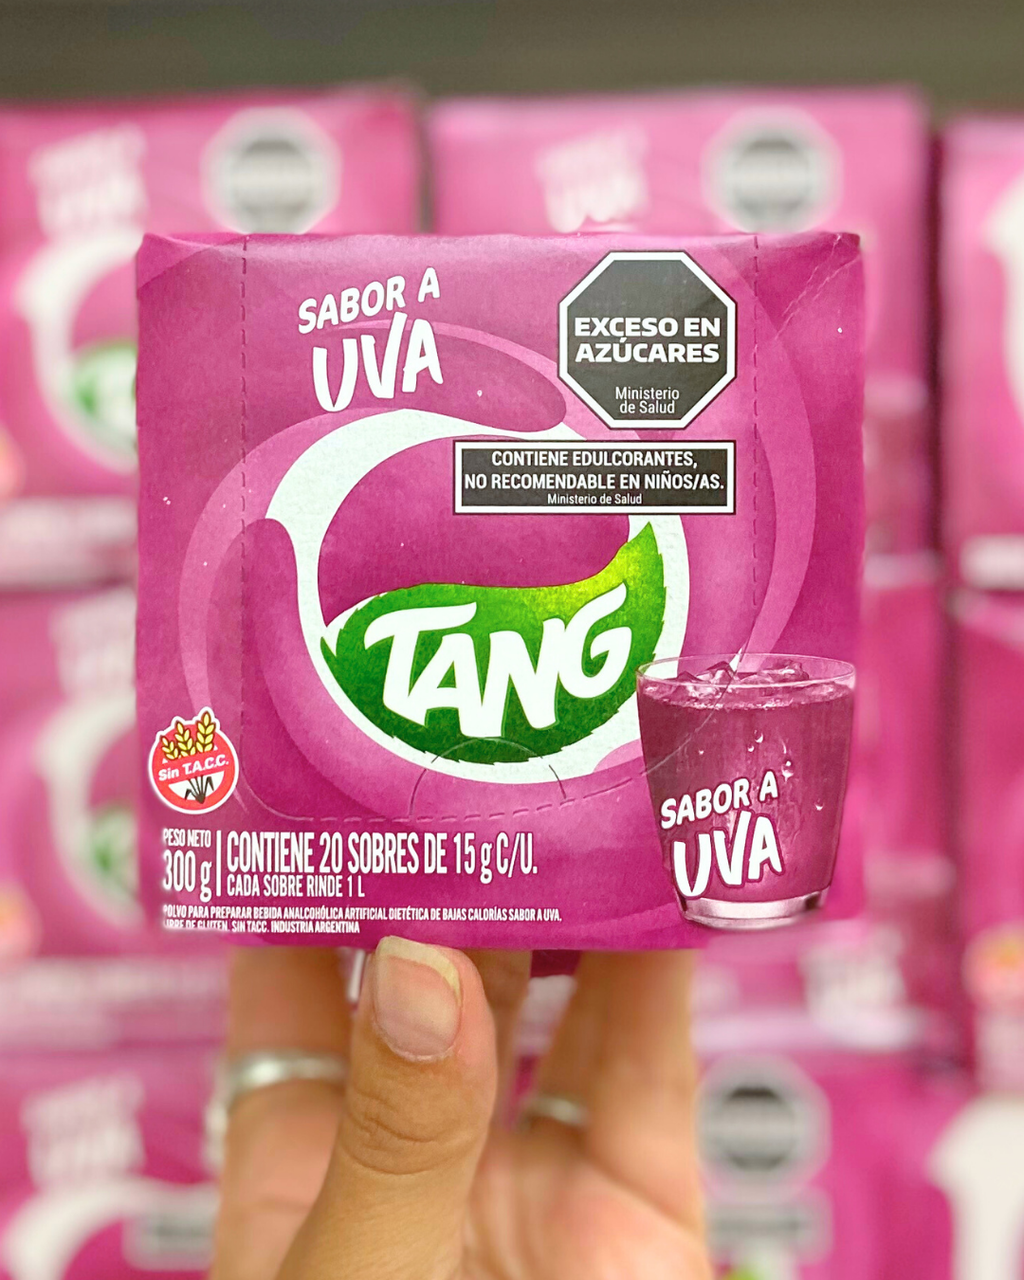 SABOR A
UVA
EXCESO EN
AZÚCARES
Ministerio
de Salud
CONTIENE EDULCORANTES,
NO RECOMENDABLE EN NIÑOS/AS.
Ministerio de Salud
TANG
Sin T.A.C.C.
SABOR A
UVA
PESO NETO
300 g
CONTIENE 20 SOBRES DE 15 g C/U.
CADA SOBRE RINDE 1 L
POLVO PARA PREPARAR BEBIDA ANALCOHÓLICA ARTIFICIAL DIETÉTICA DE BAJAS CALORÍAS SABOR A UVA.
LIBRE DE GLUTEN. SIN TACC. INDUSTRIA ARGENTINA